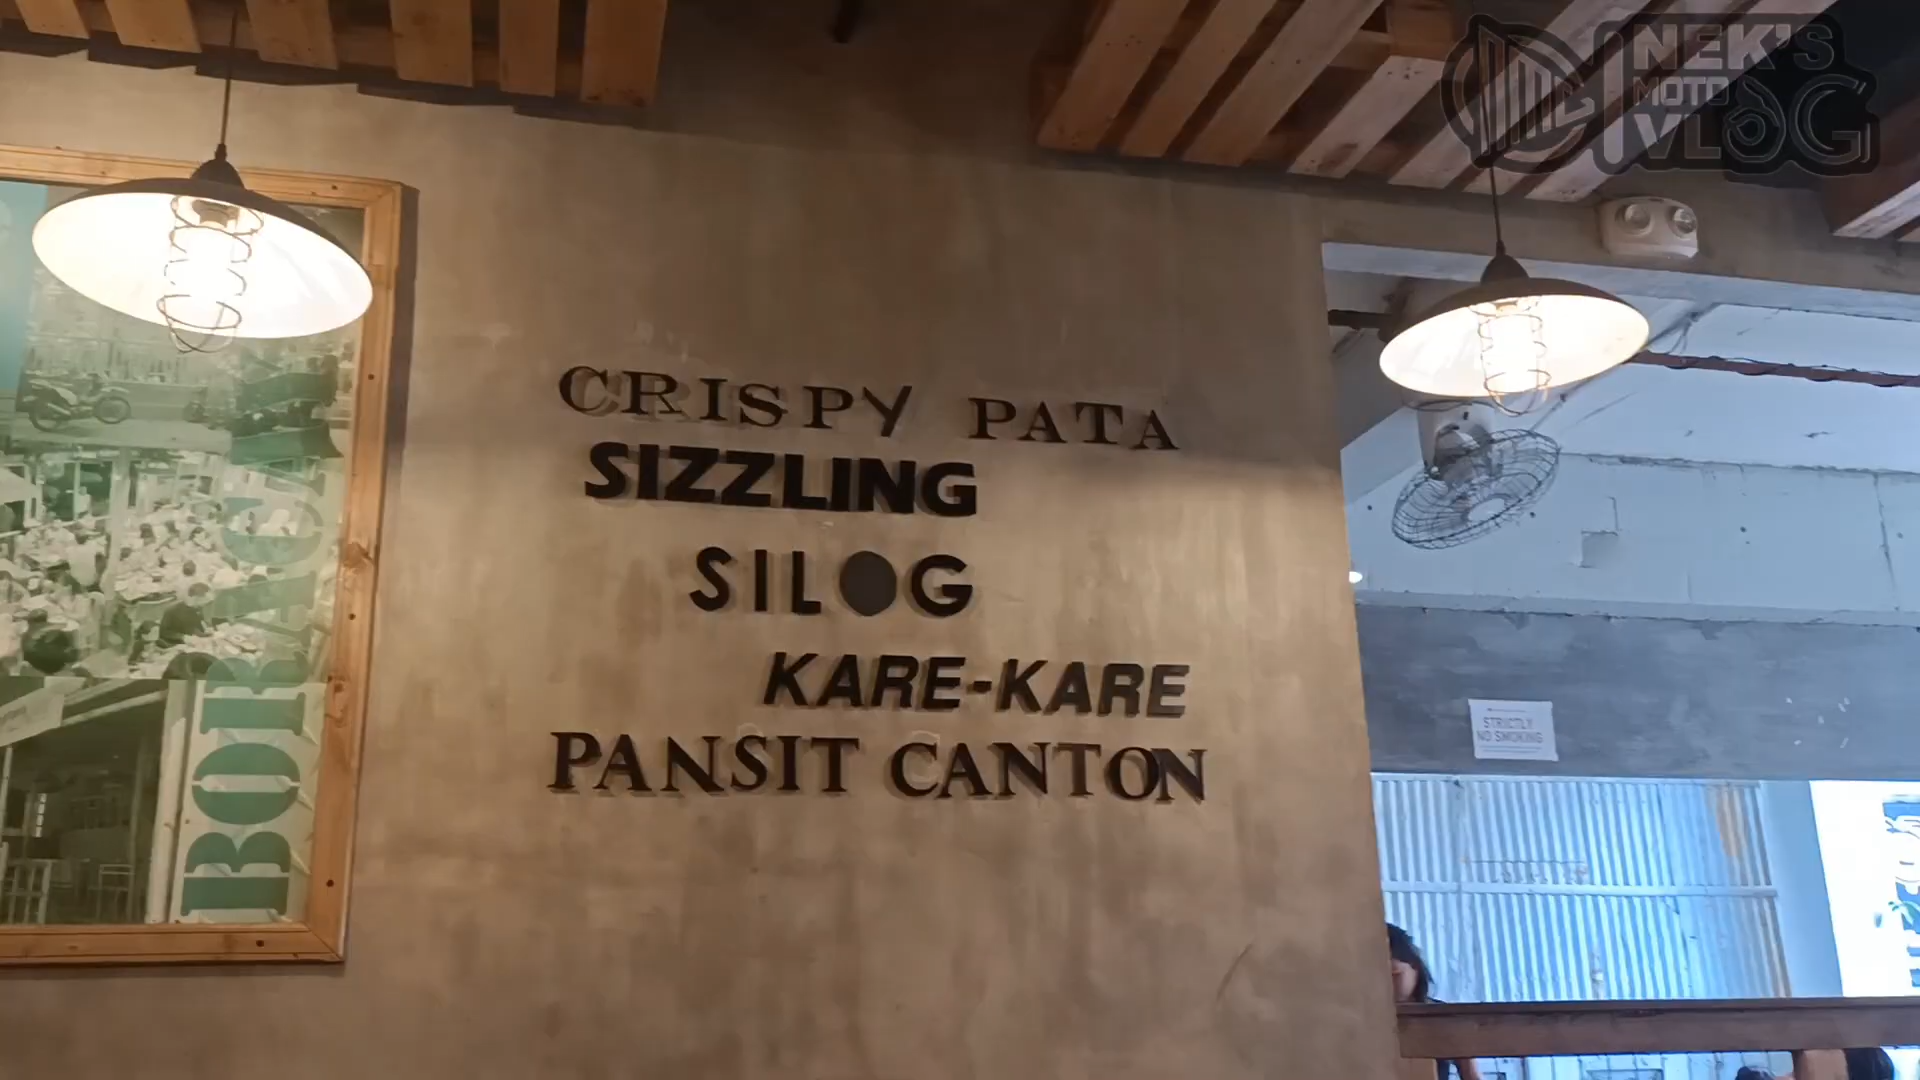 NEK'S
MOTO
VLOG
CRISPY PATA
SIZZLING
SILOG
KARE-KARE
PANSIT CANTON
BORACAY
STRICTLY
NO SMOKING